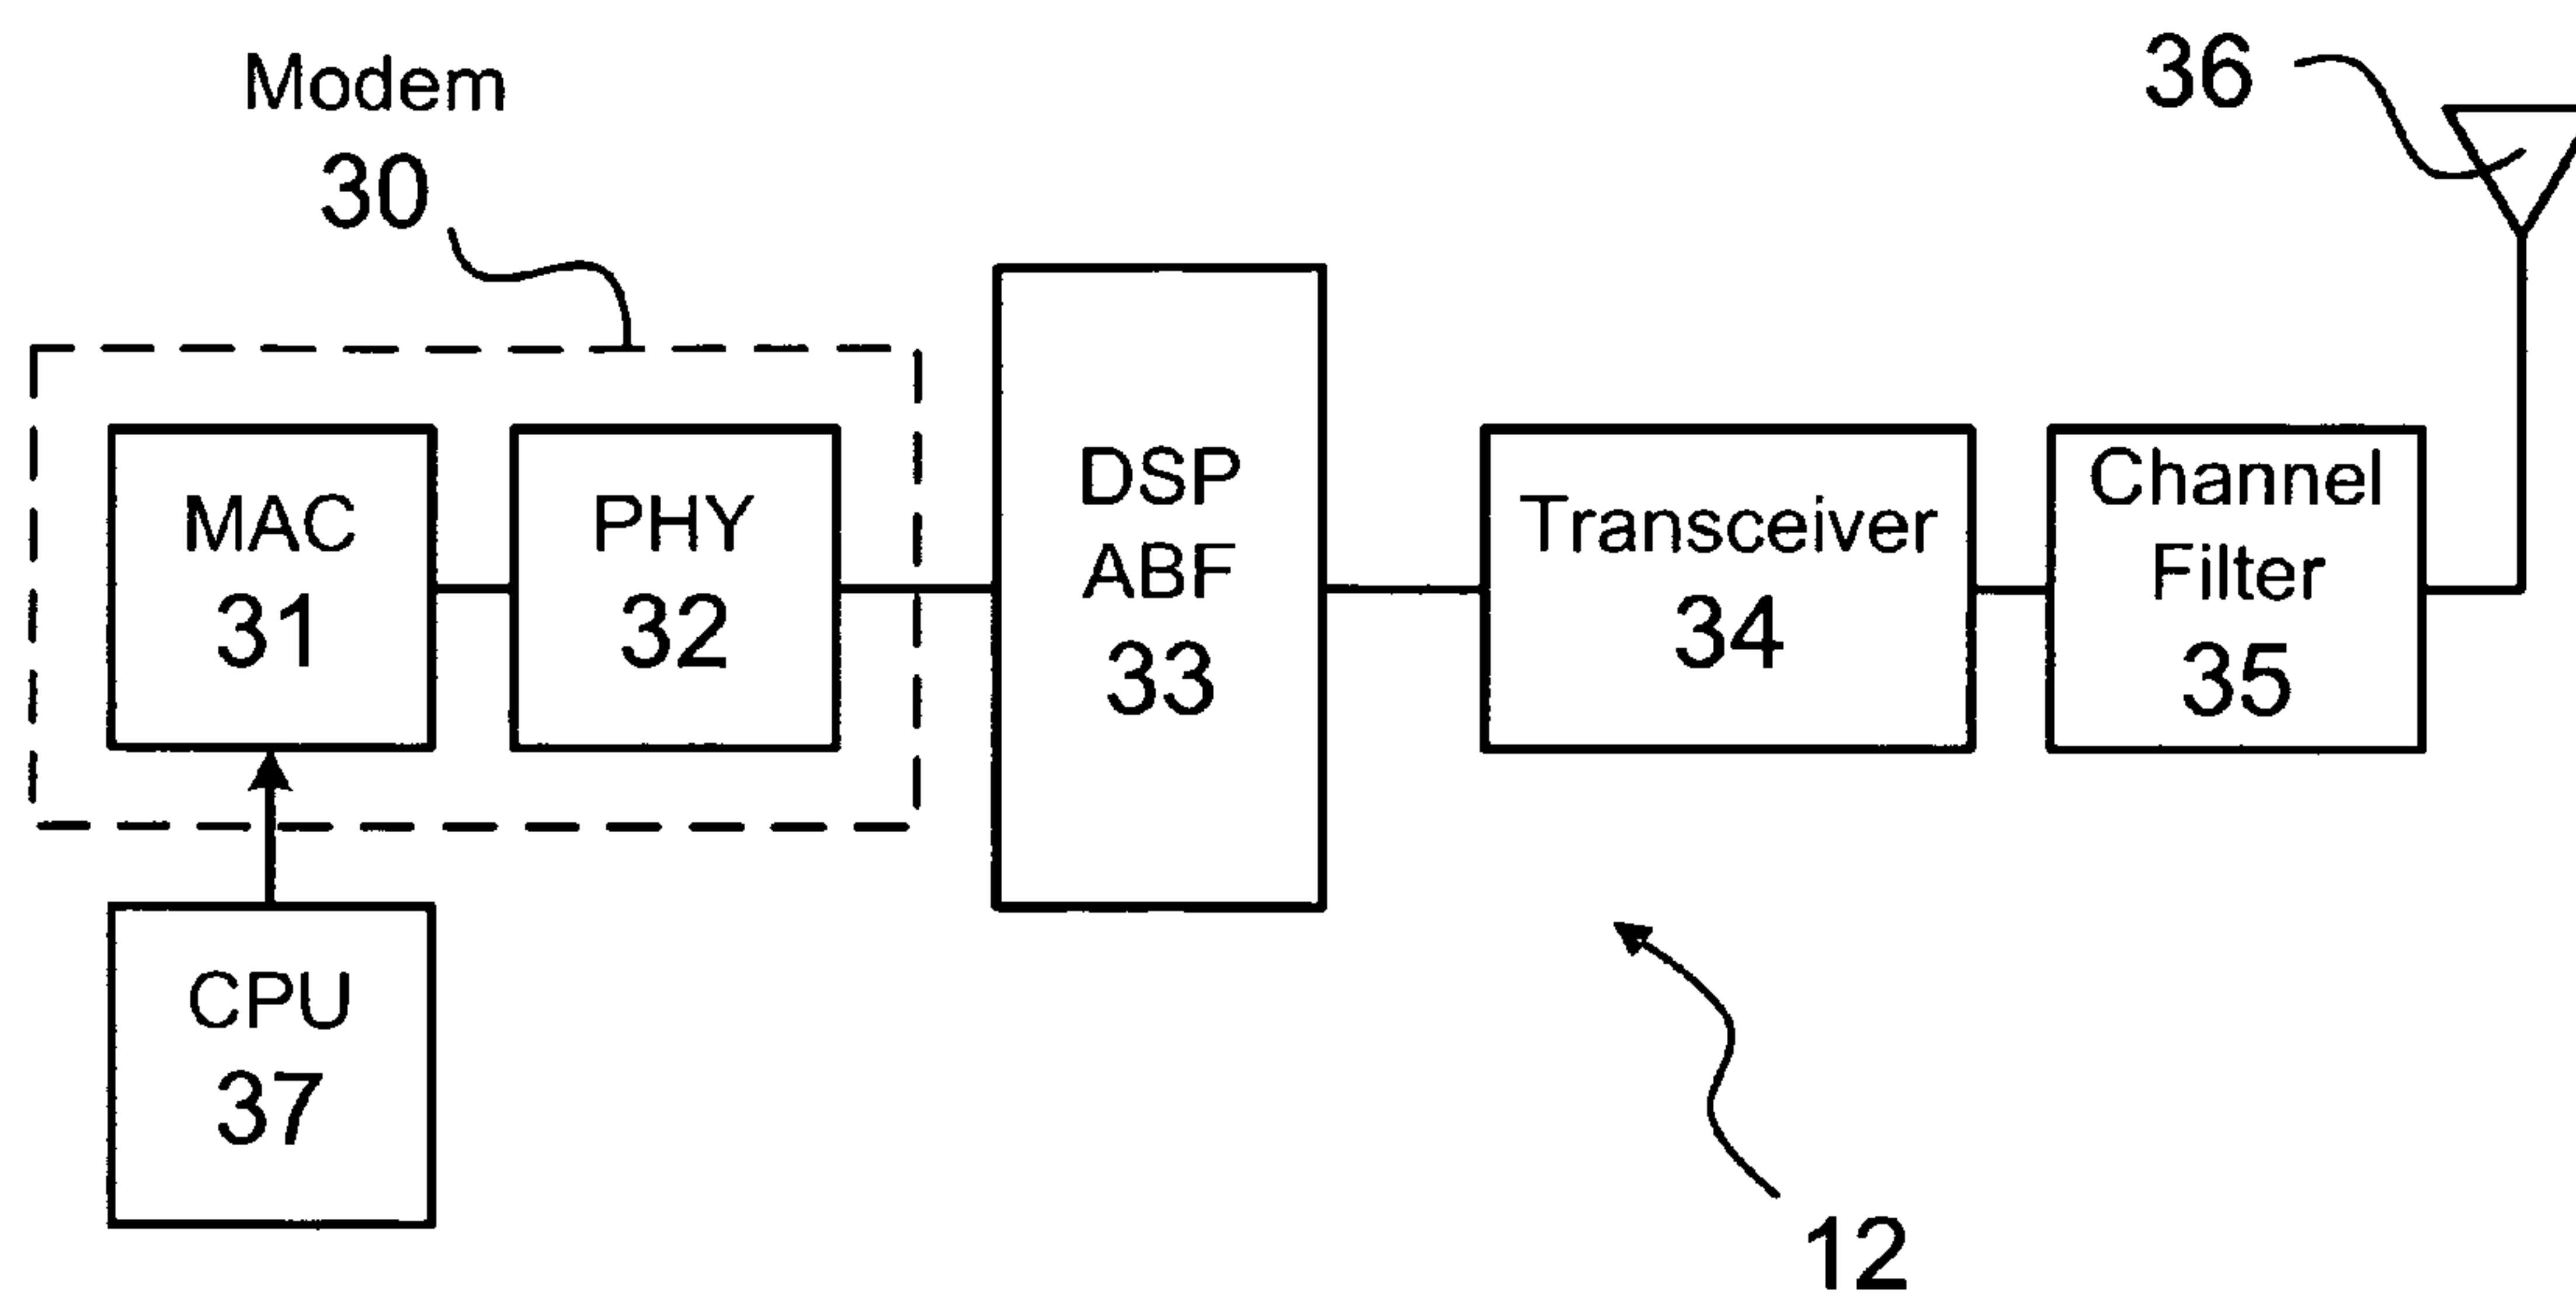 Modem
30
36
MAC
31
PHY
32
DSP
ABF
33
Transceiver
34
Channel
Filter
35
CPU
37
12